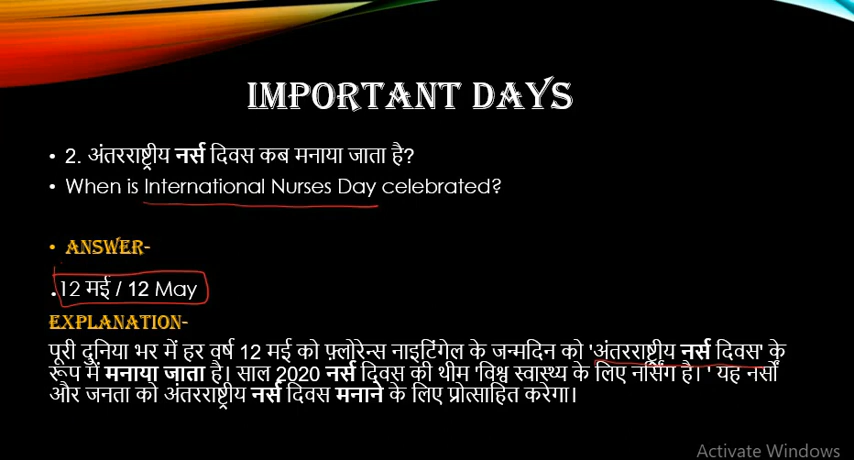 IMPORTANT DAYS
• 2. अंतरराष्ट्रीय नर्स दिवस कब मनाया जाता है?
• When is International Nurses Day celebrated?
• ANSWER-
•12 मई / 12 May
EXPLANATION-
पूरी दुनिया भर में हर वर्ष 12 मई को फ़्लोरेन्स नाइटिंगेल के जन्मदिन को 'अंतरराष्ट्रीय नर्स दिवस' के
रूप में मनाया जाता है। साल 2020 नर्स दिवस की थीम 'विश्व स्वास्थ्य के लिए नर्सिंग है। ' यह नर्सों
और जनता को अंतरराष्ट्रीय नर्स दिवस मनाने के लिए प्रोत्साहित करेगा।
Activate Windows